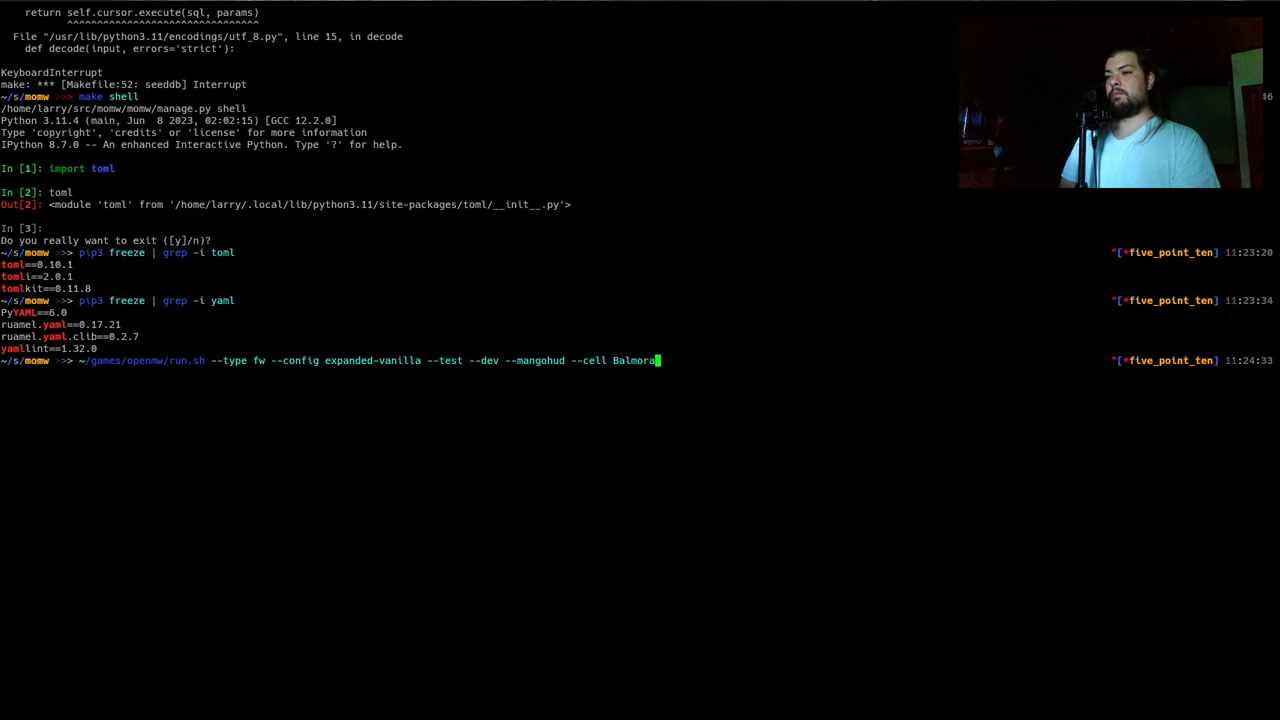 return self.cursor.execute(sql, params)
^^^^^^^^^^^^^^^^^^^^^^^^^^^^^^^^
File "/usr/lib/python3.11/encodings/utf_8.py", line 15, in decode
def decode(input, errors='strict'):
KeyboardInterrupt
make: *** [Makefile:52: seeddb] Interrupt
~/s/momw >>> make shell 46
/home/larry/src/momw/momw/manage.py shell
Python 3.11.4 (main, Jun  8 2023, 02:02:15) [GCC 12.2.0]
Type 'copyright', 'credits' or 'license' for more information
IPython 8.7.0 -- An enhanced Interactive Python. Type '?' for help.
In [1]: import toml
In [2]: toml
Out[2]: <module 'toml' from '/home/larry/.local/lib/python3.11/site-packages/toml/__init__.py'>
In [3]:
Do you really want to exit ([y]/n)?
~/s/momw >>> pip3 freeze | grep -i toml ^[*five_point_ten] 11:23:20
toml==0.10.1
tomli==2.0.1
tomlkit==0.11.8
~/s/momw >>> pip3 freeze | grep -i yaml ^[*five_point_ten] 11:23:34
PyYAML==6.0
ruamel.yaml==0.17.21
ruamel.yaml.clib==0.2.7
yamllint==1.32.0
~/s/momw >>> ~/games/openmw/run.sh --type fw --config expanded-vanilla --test --dev --mangohud --cell Balmora ^[*five_point_ten] 11:24:33